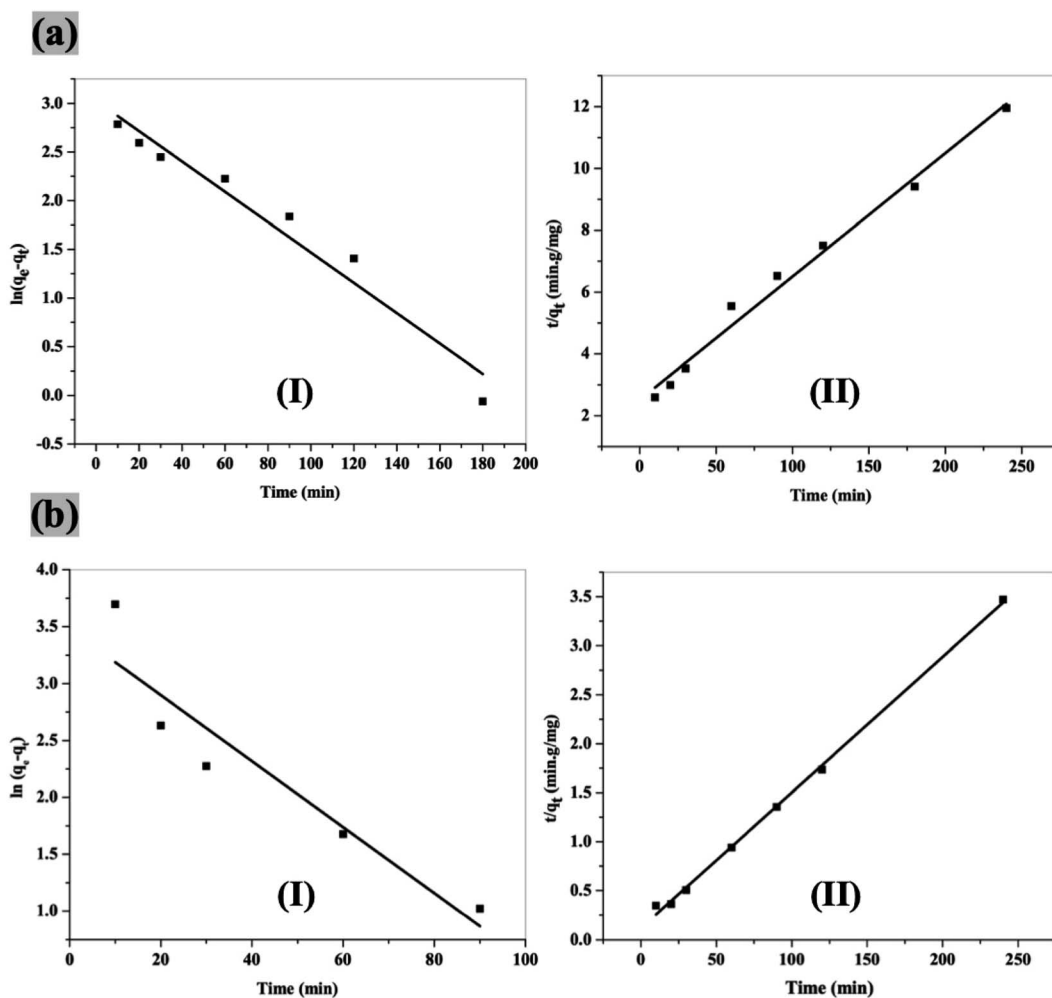 (a)
3.0
2.5
2.0
1.5
1.0
0.5
0.0
-0.5
ln(qe-qt)
(I)
0 20 40 60 80 100 120 140 160 180 200
Time (min)
12
10
8
6
4
2
t/qt (min.g/mg)
(II)
0 50 100 150 200 250
Time (min)
(b)
4.0
3.5
3.0
2.5
2.0
1.5
1.0
ln (qe-qt)
(I)
0 20 40 60 80 100
Time (min)
3.5
3.0
2.5
2.0
1.5
1.0
0.5
0.0
t/qt (min.g/mg)
(II)
0 50 100 150 200 250
Time (min)